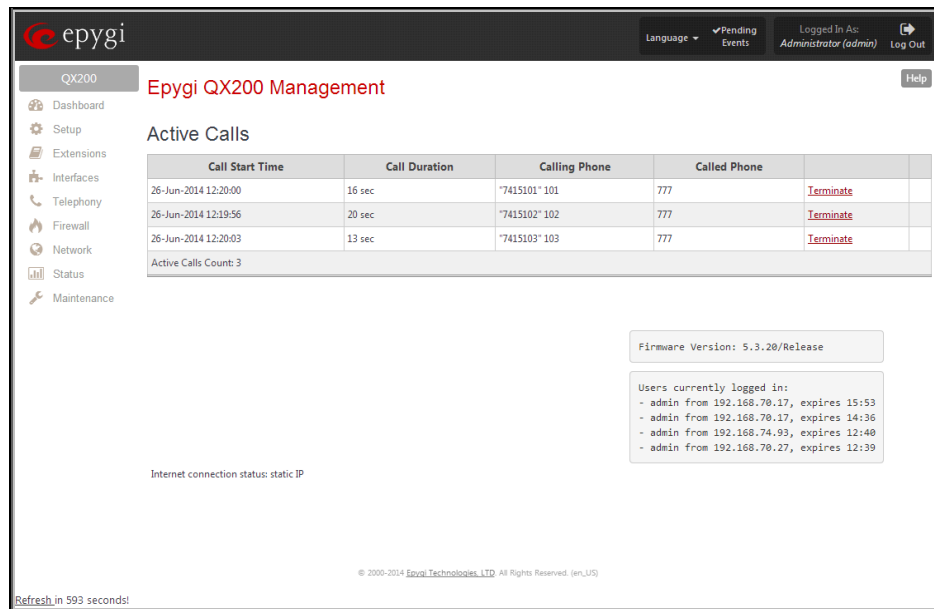 epygi
Language
Pending Events
Logged In As:
Administrator (admin)
Log Out
QX200
Dashboard
Setup
Extensions
Interfaces
Telephony
Firewall
Network
Status
Maintenance
Epygi QX200 Management
Help
Active Calls
Call Start Time Call Duration Calling Phone Called Phone
26-Jun-2014 12:20:00 16 sec "7415101" 101 777 Terminate
26-Jun-2014 12:19:56 20 sec "7415102" 102 777 Terminate
26-Jun-2014 12:20:03 13 sec "7415103" 103 777 Terminate
Active Calls Count: 3
Firmware Version: 5.3.20/Release
Users currently logged in:
- admin from 192.168.70.17, expires 15:53
- admin from 192.168.70.17, expires 14:36
- admin from 192.168.74.93, expires 12:40
- admin from 192.168.70.27, expires 12:39
Internet connection status: static IP
© 2000-2014 Epygi Technologies, LTD. All Rights Reserved. (en_US)
Refresh in 593 seconds!